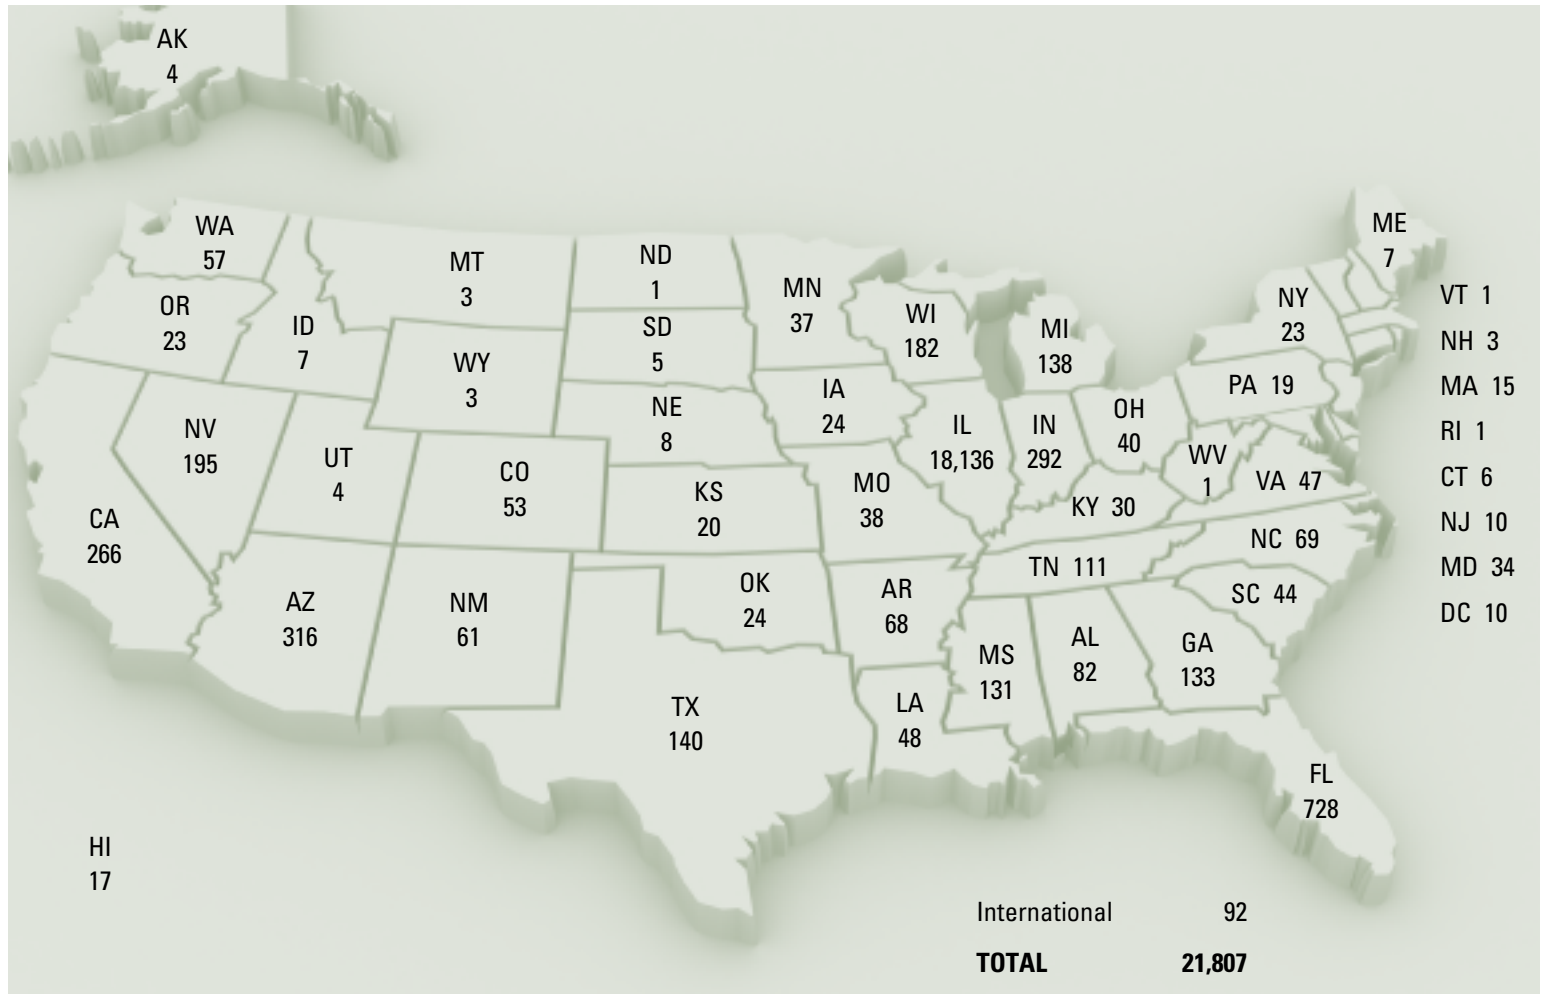 AK
4
WA
57
OR
23
ID
7
MT
3
WY
3
ND
1
SD
5
NE
8
MN
37
IA
24
WI
182
MI
138
IL
18,136
IN
292
OH
40
NY
23
ME
7
PA 19
WV
1
VA 47
KY 30
NV
195
UT
4
CO
53
KS
20
MO
38
CA
266
AZ
316
NM
61
OK
24
AR
68
TN 111
NC 69
SC 44
TX
140
LA
48
MS
131
AL
82
GA
133
FL
728
HI
17
VT 1
NH 3
MA 15
RI 1
CT 6
NJ 10
MD 34
DC 10
International 92
TOTAL 21,807